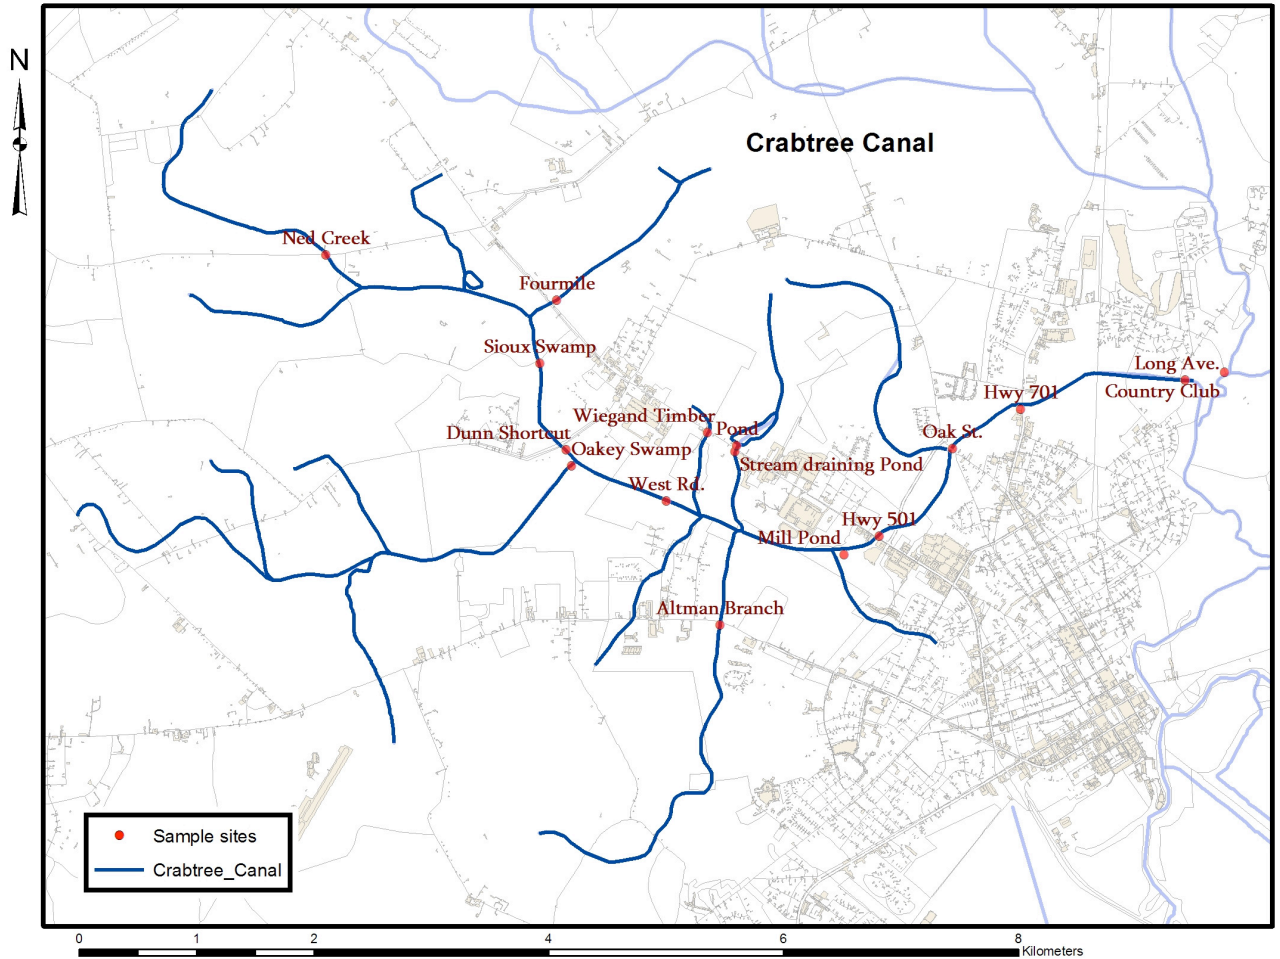 N
Crabtree Canal
Ned Creek
Fourmile
Sioux Swamp
Long Ave.
Country Club
Hwy 701
Wiegand Timber
Pond
Dunn Shortcut
Oakey Swamp
Oak St.
Stream draining Pond
West Rd.
Hwy 501
Mill Pond
Altman Branch
Sample sites
Crabtree_Canal
0 1 2 4 6 8
Kilometers